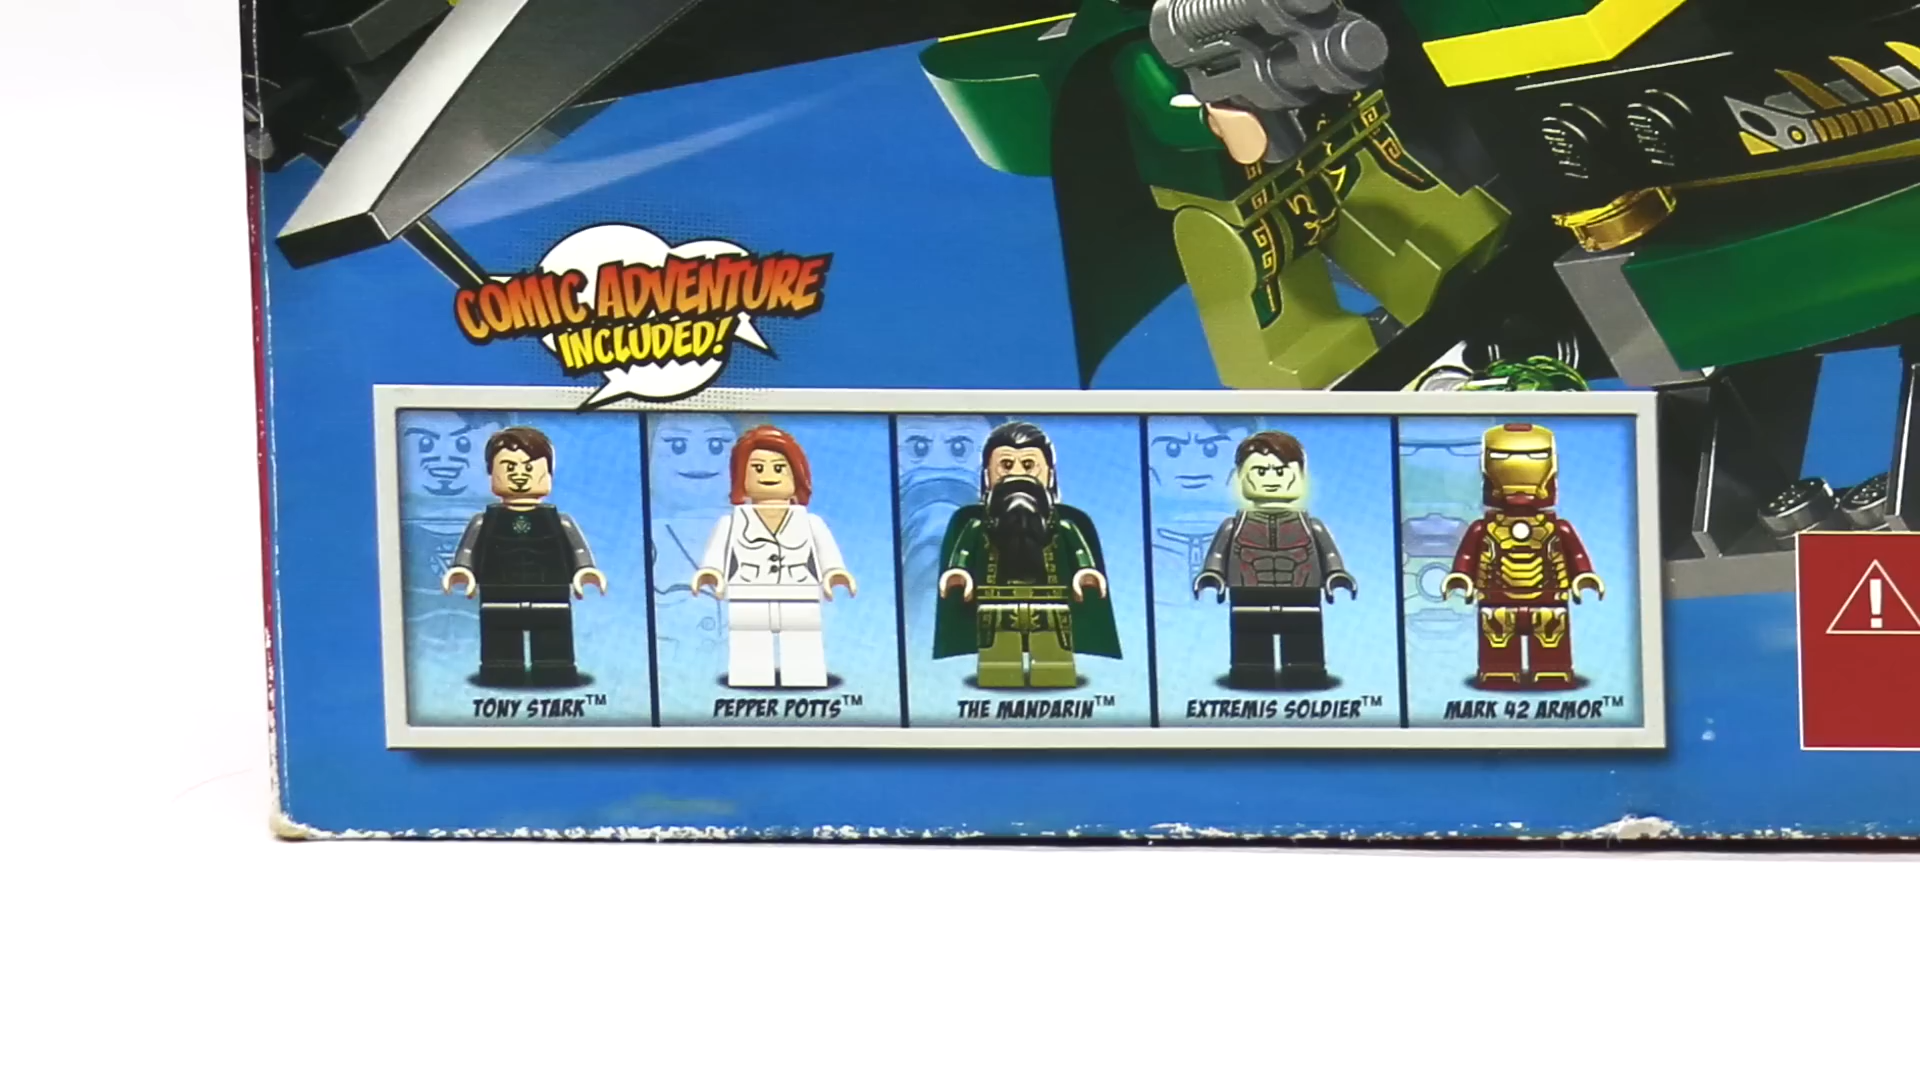 COMIC ADVENTURE
INCLUDED!
TONY STARK™
PEPPER POTTS™
THE MANDARIN™
EXTREMIS SOLDIER™
MARK 42 ARMOR™